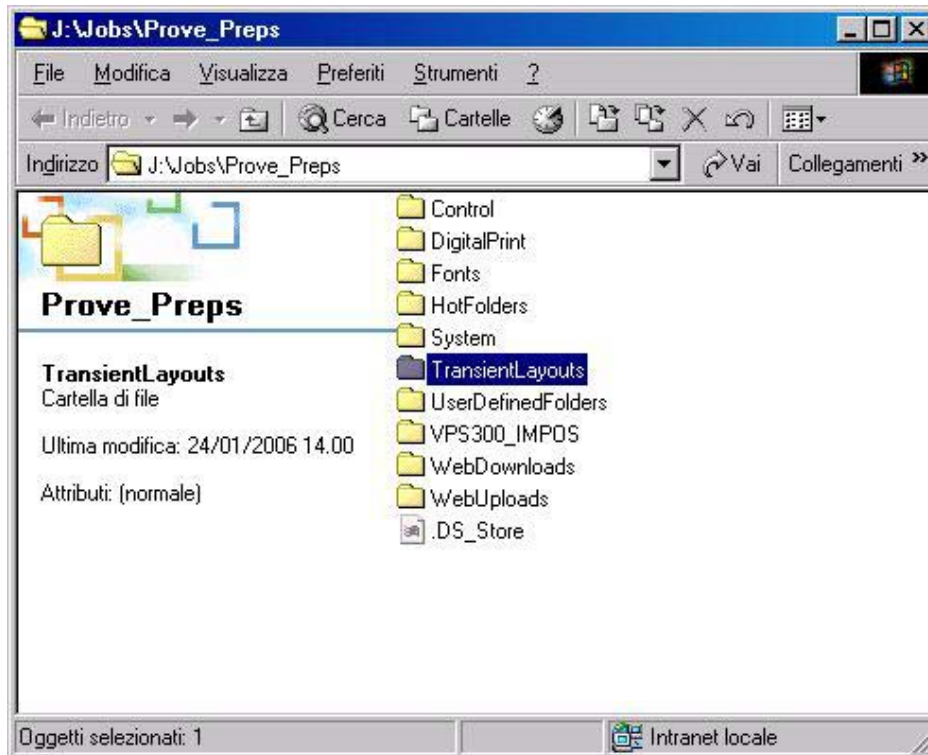 J:\Jobs\Prove_Preps
File Modifica Visualizza Preferiti Strumenti ?
Indietro Cerca Cartelle
Indirizzo J:\Jobs\Prove_Preps Vai Collegamenti »
Prove_Preps
TransientLayouts
Cartella di file
Ultima modifica: 24/01/2006 14.00
Attributi: (normale)
Control
DigitalPrint
Fonts
HotFolders
System
TransientLayouts
UserDefinedFolders
VPS300_IMPOS
WebDownloads
WebUploads
.DS_Store
Oggetti selezionati: 1 Intranet locale